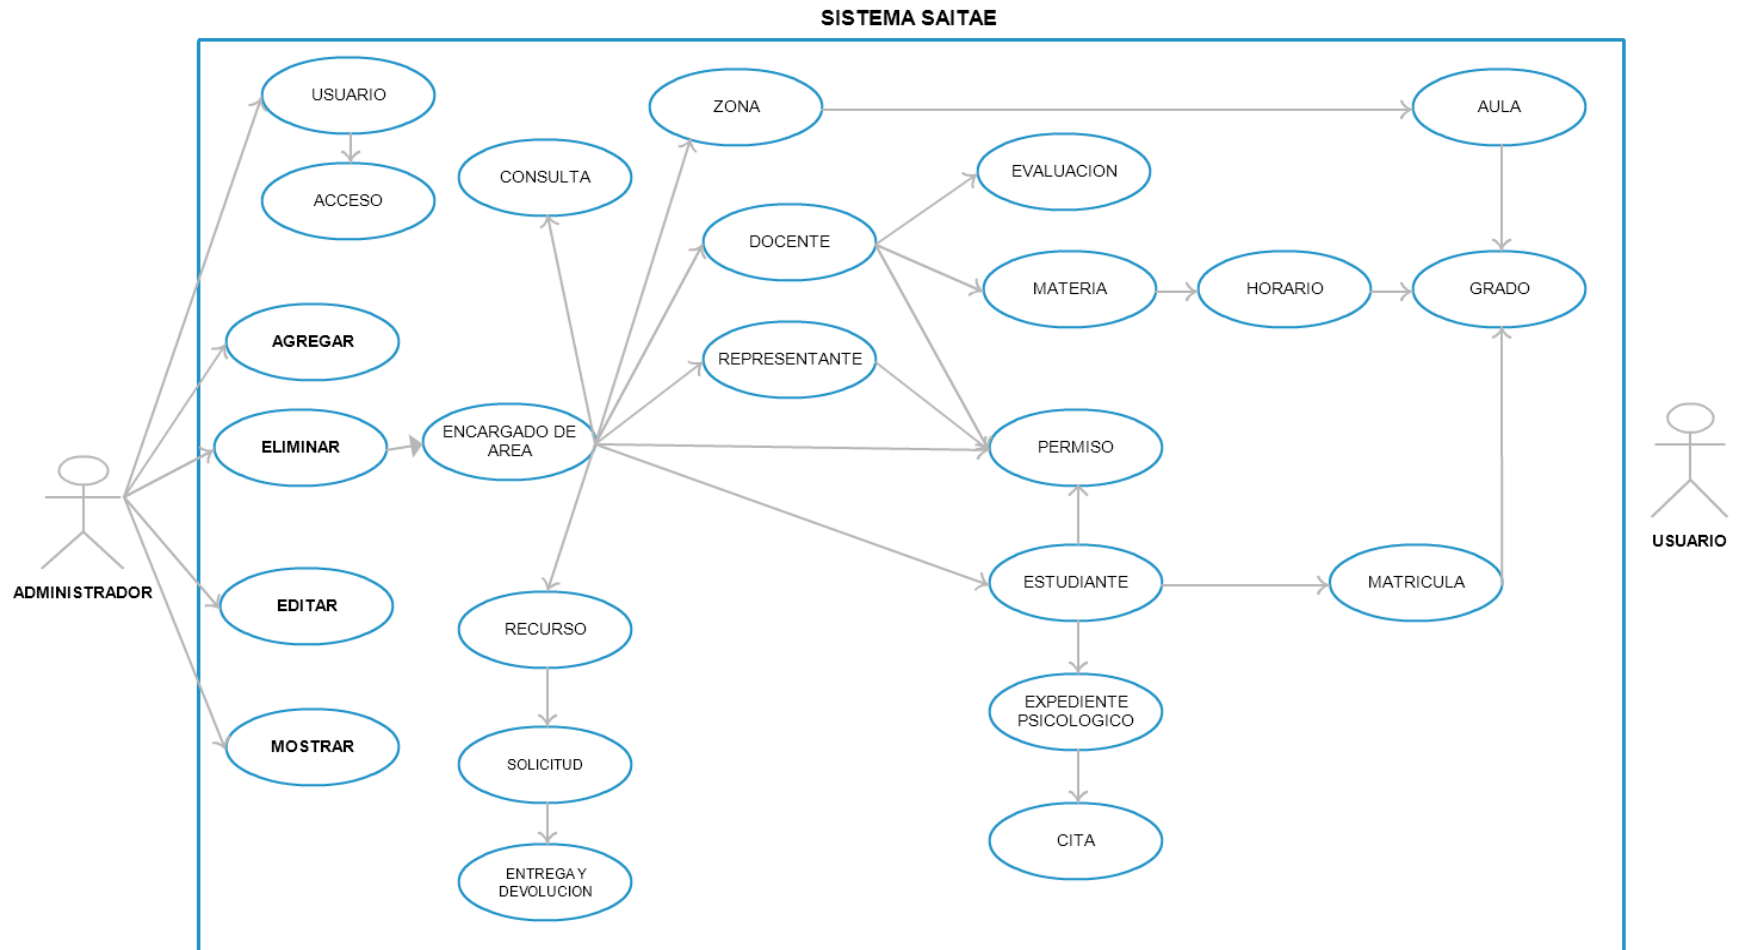 SISTEMA SAITAE
USUARIO
ZONA
AULA
CONSULTA
EVALUACION
ACCESO
DOCENTE
MATERIA
HORARIO
GRADO
AGREGAR
REPRESENTANTE
ELIMINAR
ENCARGADO DE
AREA
PERMISO
USUARIO
ADMINISTRADOR
EDITAR
ESTUDIANTE
MATRICULA
RECURSO
EXPEDIENTE
PSICOLOGICO
MOSTRAR
SOLICITUD
CITA
ENTREGA Y
DEVOLUCION